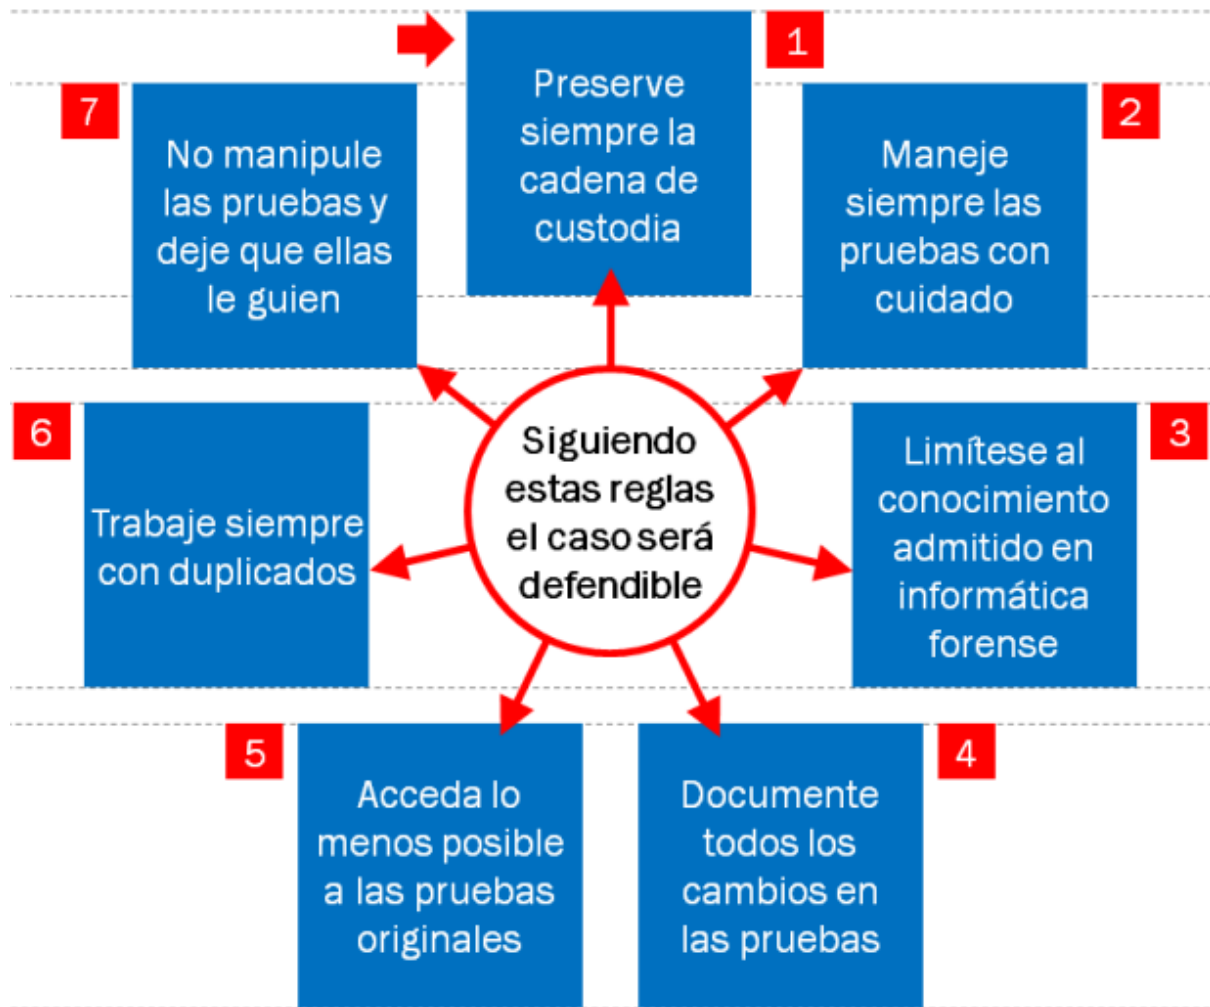 1
Preserve
siempre la
cadena de
custodia
2
Maneje
siempre las
pruebas con
cuidado
3
Limítese al
conocimiento
admitido en
informática
forense
4
Documente
todos los
cambios en
las pruebas
5
Acceda lo
menos posible
a las pruebas
originales
6
Trabaje siempre
con duplicados
7
No manipule
las pruebas y
deje que ellas
le guien
Siguiendo
estas reglas
el caso será
defendible